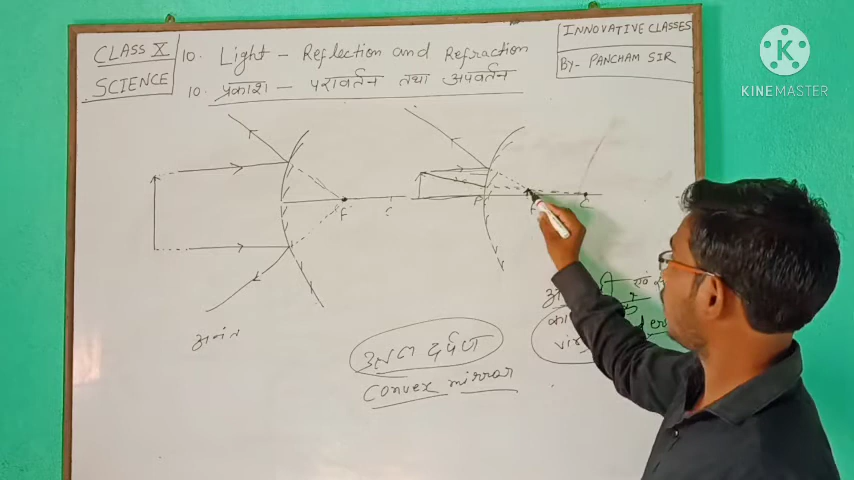 CLASS X
SCIENCE
10. Light - Reflection and Refraction
10. प्रकाश - परावर्तन तथा अपवर्तन
INNOVATIVE CLASSES
BY- PANCHAM SIR
KINEMASTER
F
C
P
C
अनंत
उत्तल दर्पण
Convex mirror